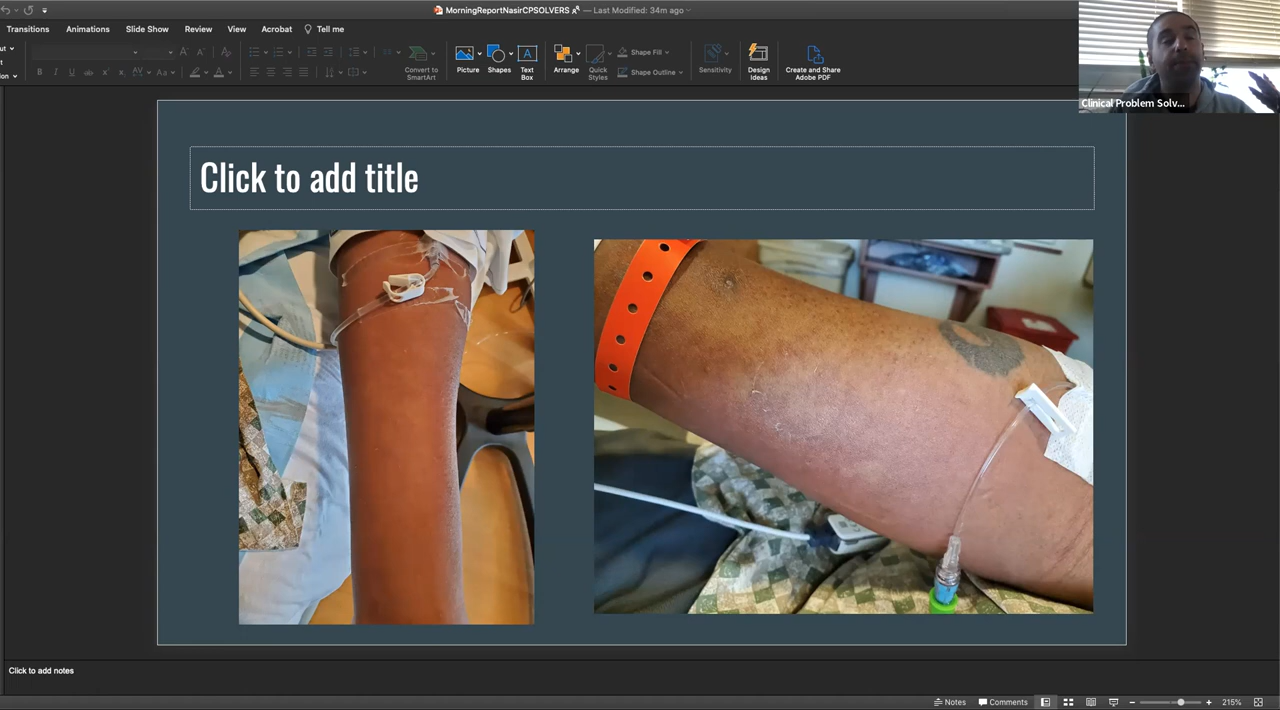 MorningReportNasirCPSOLVERS — Last Modified: 34m ago
Transitions Animations Slide Show Review View Acrobat Tell me
Shape Fill
Shape Outline
Convert to SmartArt
Picture
Shapes
Text Box
Arrange
Quick Styles
Sensitivity
Design Ideas
Create and Share Adobe PDF
Clinical Problem Solv...
Click to add title
Click to add notes
Notes Comments 215%